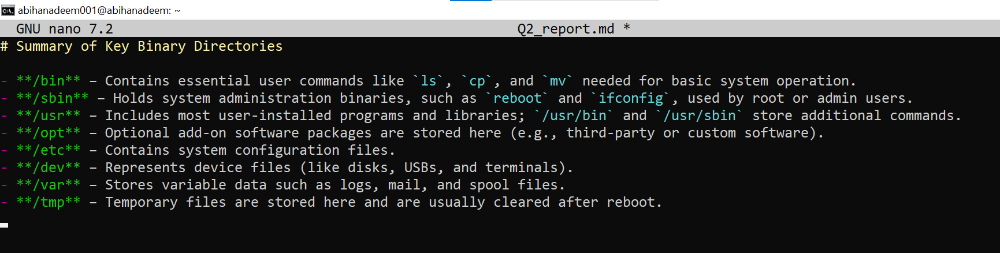 abihanadeem001@abihanadeem: ~
GNU nano 7.2 Q2_report.md *
# Summary of Key Binary Directories
- **/bin** – Contains essential user commands like `ls`, `cp`, and `mv` needed for basic system operation.
- **/sbin** – Holds system administration binaries, such as `reboot` and `ifconfig`, used by root or admin users.
- **/usr** – Includes most user-installed programs and libraries; `/usr/bin` and `/usr/sbin` store additional commands.
- **/opt** – Optional add-on software packages are stored here (e.g., third-party or custom software).
- **/etc** – Contains system configuration files.
- **/dev** – Represents device files (like disks, USBs, and terminals).
- **/var** – Stores variable data such as logs, mail, and spool files.
- **/tmp** – Temporary files are stored here and are usually cleared after reboot.